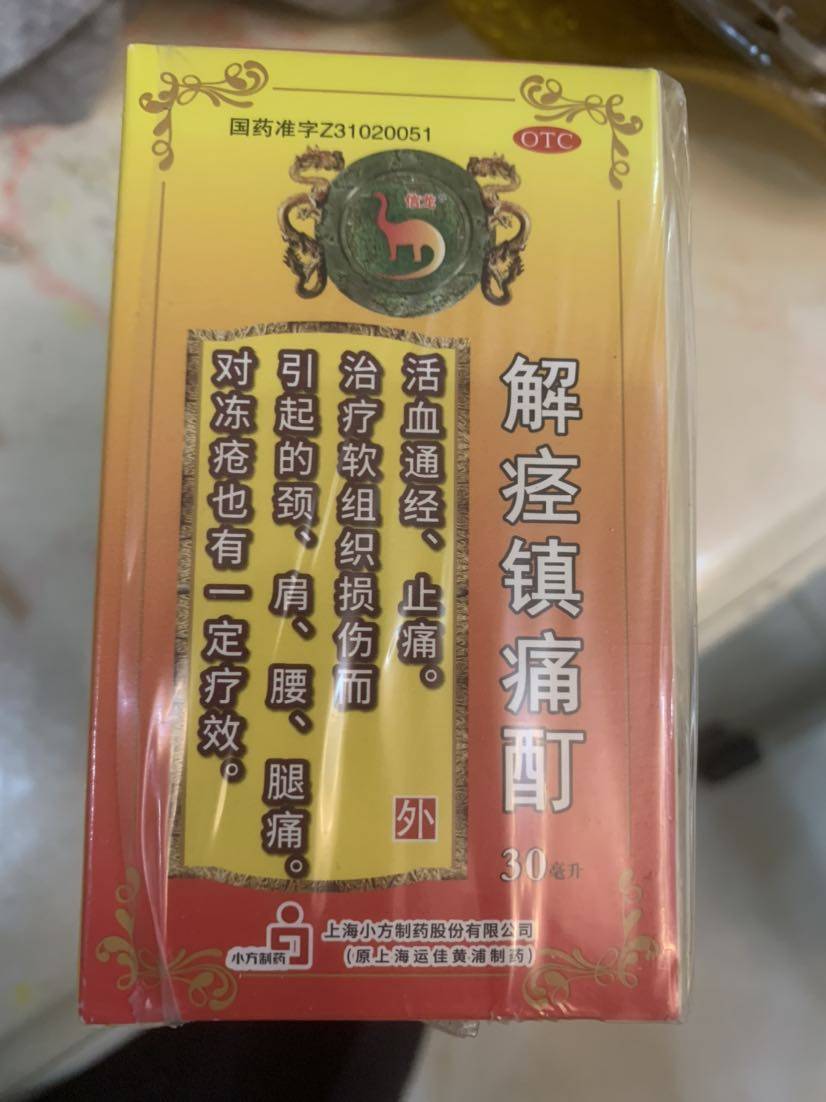 国药准字Z31020051
OTC
信龙
解痉镇痛酊
30毫升
活血通经、止痛。
治疗软组织损伤而
引起的颈、肩、腰、腿痛。
对冻疮也有一定疗效。
外
小方制药
上海小方制药股份有限公司
(原上海运佳黄浦制药)